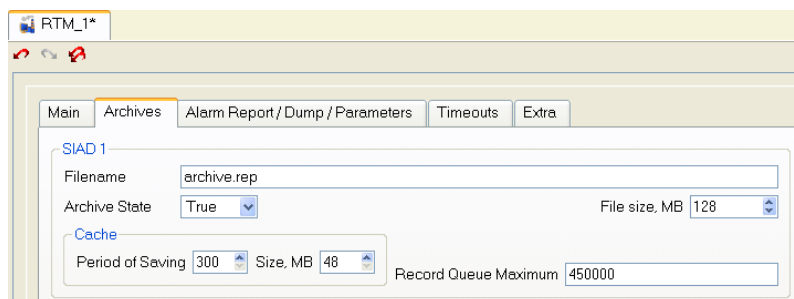 RTM_1*
Main Archives Alarm Report / Dump / Parameters Timeouts Extra
SIAD 1
Filename archive.rep
Archive State True File size, MB 128
Cache
Period of Saving 300 Size, MB 48
Record Queue Maximum 450000